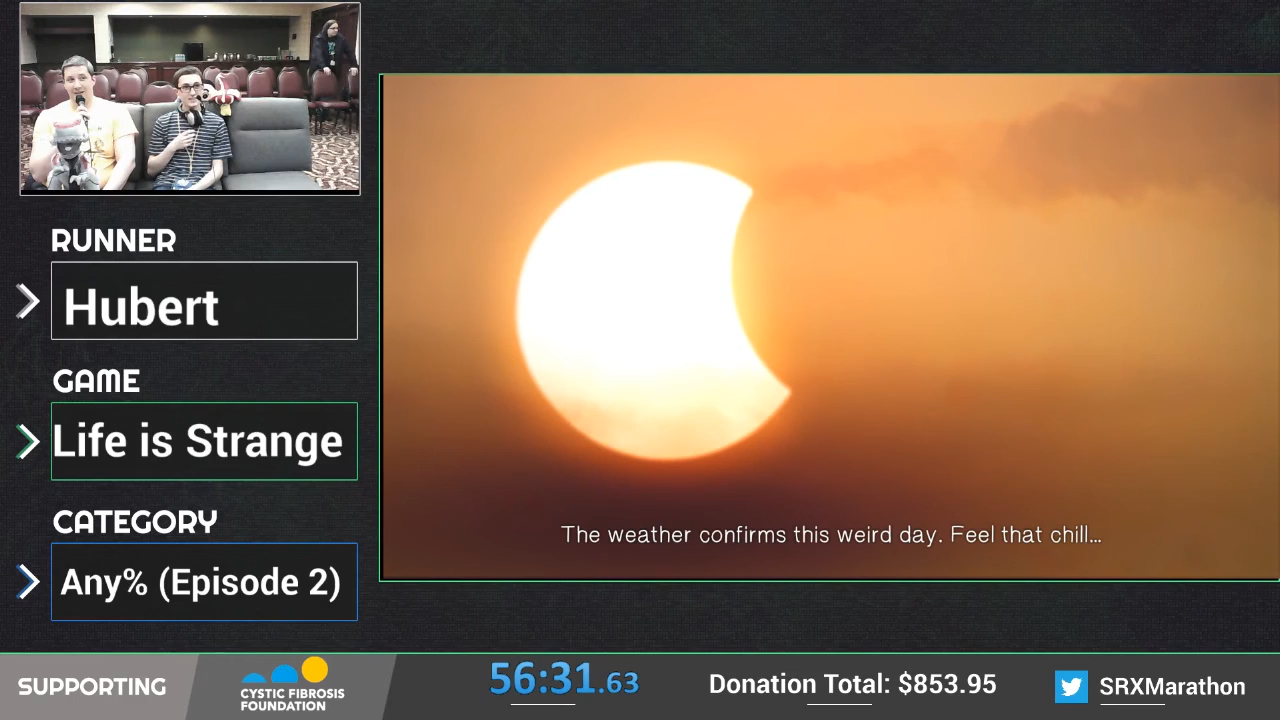 RUNNER
Hubert
GAME
Life is Strange
CATEGORY
Any% (Episode 2)
The weather confirms this weird day. Feel that chill...
SUPPORTING
CYSTIC FIBROSIS
FOUNDATION
56:31.63
Donation Total: $853.95
SRXMarathon